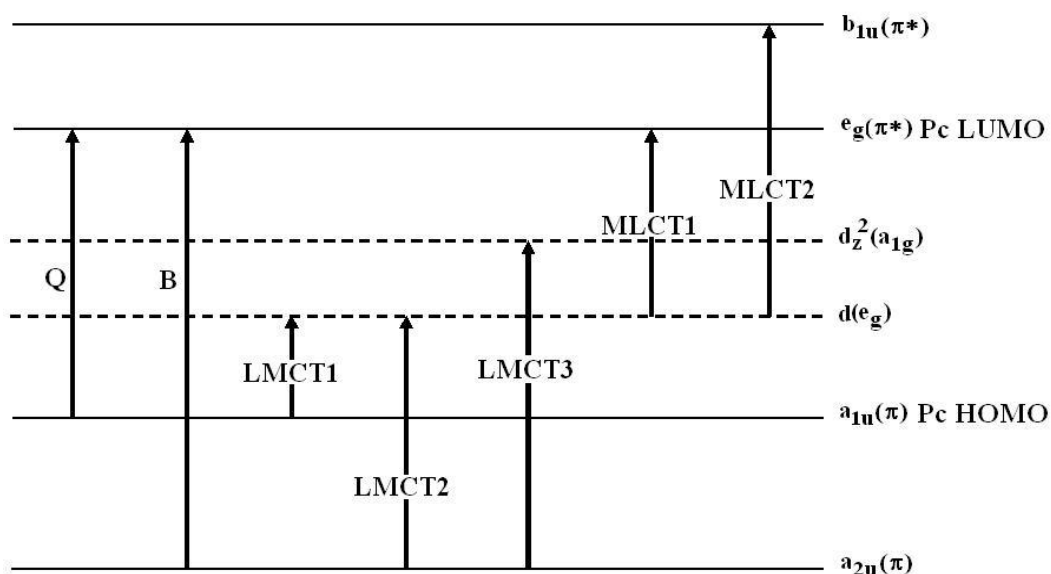 b1u(π*)
eg(π*) Pc LUMO
MLCT2
MLCT1
dz2(a1g)
Q B
d(eg)
LMCT1 LMCT3
a1u(π) Pc HOMO
LMCT2
a2u(π)